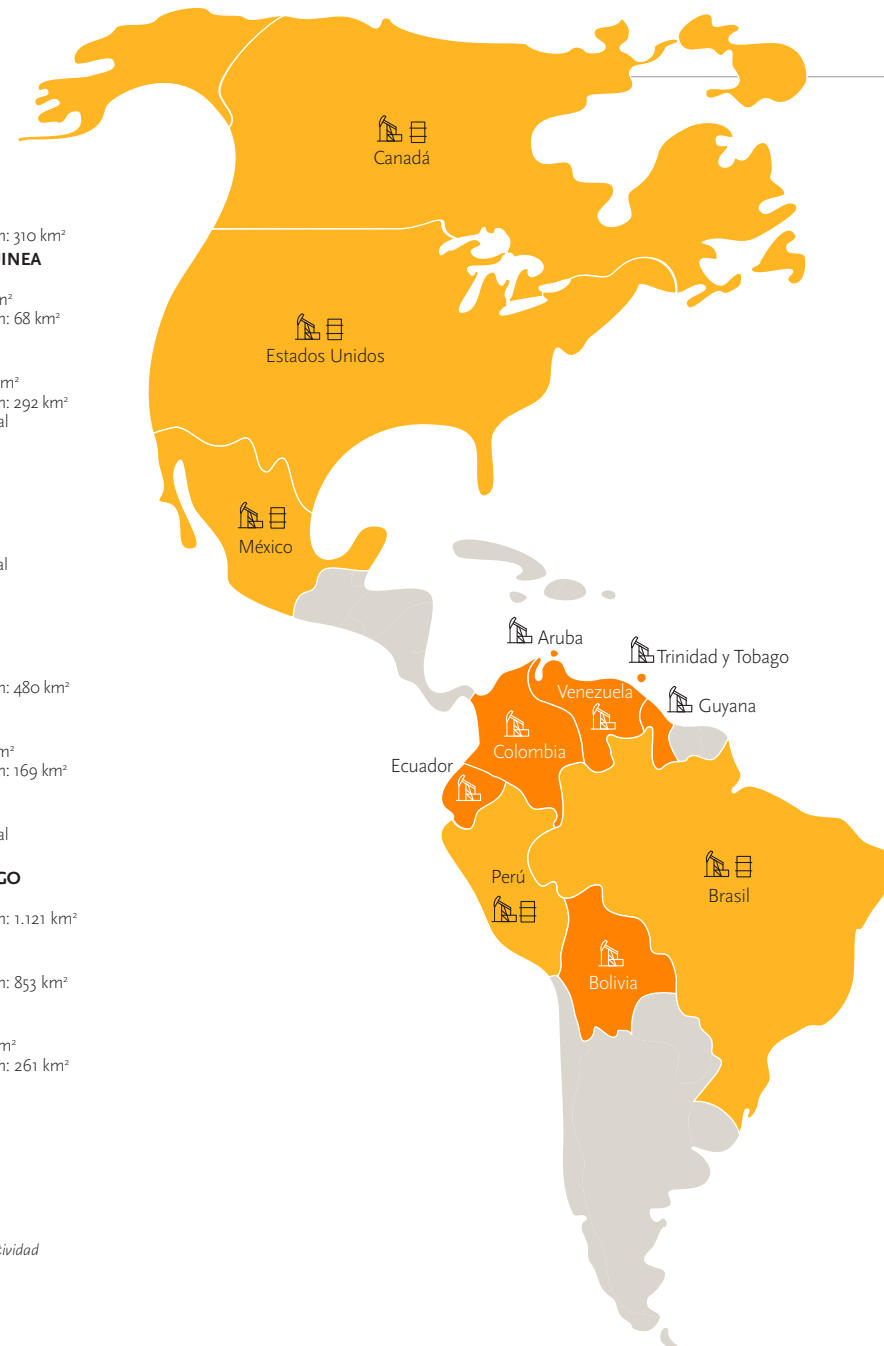 Canadá
n: 310 km²
INEA
m²
n: 68 km²
Estados Unidos
m²
n: 292 km²
al
México
al
n: 480 km²
m²
n: 169 km²
al
GO
n: 1.121 km²
n: 853 km²
m²
n: 261 km²
tividad
Aruba
Trinidad y Tobago
Venezuela
Guyana
Colombia
Ecuador
Perú
Brasil
Bolivia